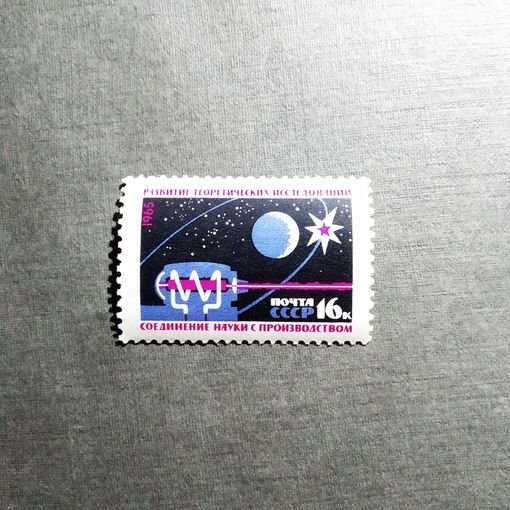 РАЗВИТИЕ ТЕОРЕТИЧЕСКИХ ИССЛЕДОВАНИЙ
1965
ПОЧТА
СССР 16к
СОЕДИНЕНИЕ НАУКИ С ПРОИЗВОДСТВОМ